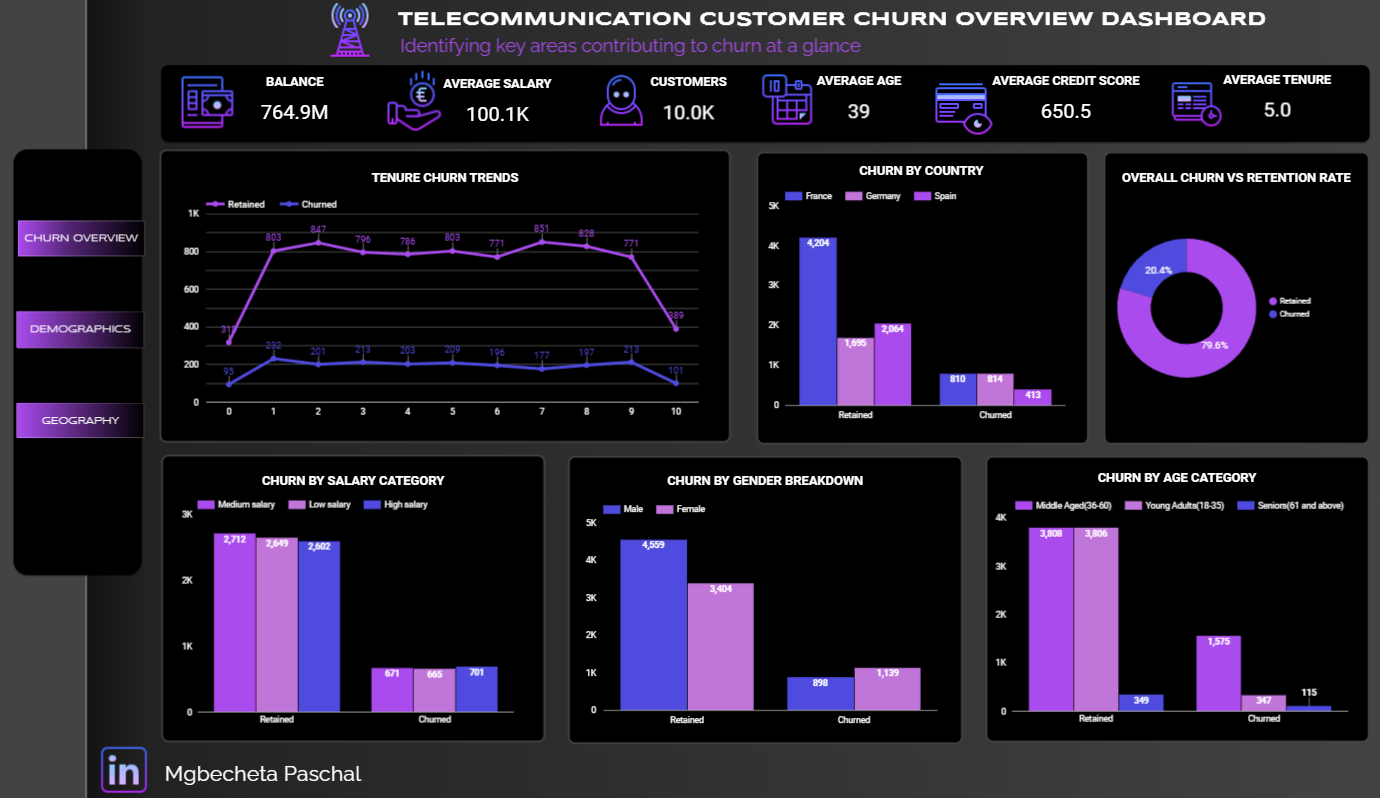 TELECOMMUNICATION CUSTOMER CHURN OVERVIEW DASHBOARD
Identifying key areas contributing to churn at a glance
BALANCE
764.9M
AVERAGE SALARY
100.1K
CUSTOMERS
10.0K
AVERAGE AGE
39
AVERAGE CREDIT SCORE
650.5
AVERAGE TENURE
5.0
CHURN OVERVIEW
DEMOGRAPHICS
GEOGRAPHY
TENURE CHURN TRENDS
Retained Churned
1K
800
600
400
200
0
803 847 796 786 803 771 851 828 771 389
95 232 201 213 203 209 196 177 197 213 101
0 1 2 3 4 5 6 7 8 9 10
CHURN BY COUNTRY
France Germany Spain
5K
4K
3K
2K
1K
0
4,204 1,695 2,064
810 814 413
Retained Churned
OVERALL CHURN VS RETENTION RATE
20.4%
79.6%
Retained
Churned
CHURN BY SALARY CATEGORY
Medium salary Low salary High salary
3K
2K
1K
0
2,712 2,649 2,602
671 665 701
Retained Churned
CHURN BY GENDER BREAKDOWN
Male Female
5K
4K
3K
2K
1K
0
4,559 3,404
898 1,139
Retained Churned
CHURN BY AGE CATEGORY
Middle Aged(36-60) Young Adults(18-35) Seniors(61 and above)
4K
3K
2K
1K
0
3,808 3,806 349
1,575 347 115
Retained Churned
in
Mgbecheta Paschal